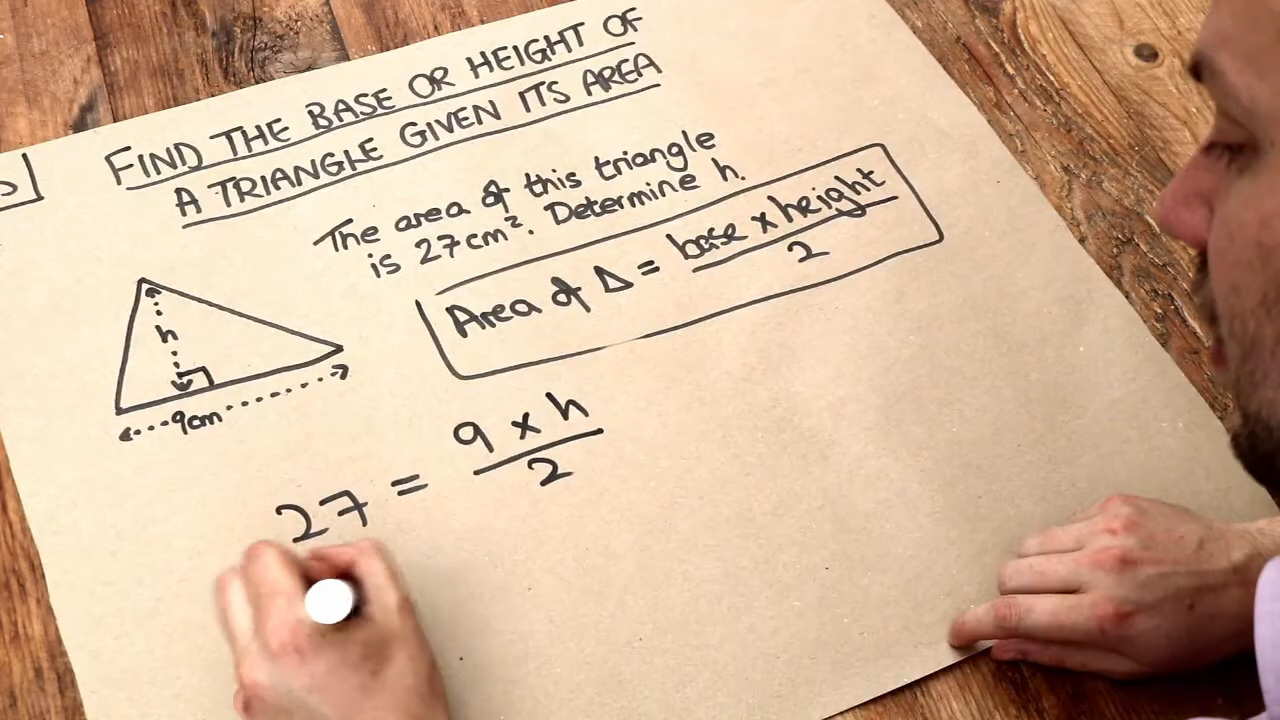 FIND THE BASE OR HEIGHT OF
A TRIANGLE GIVEN ITS AREA
The area of this triangle
is 27cm². Determine h.
Area of Δ = base x height
2
h
9cm
27 = 9 x h
2